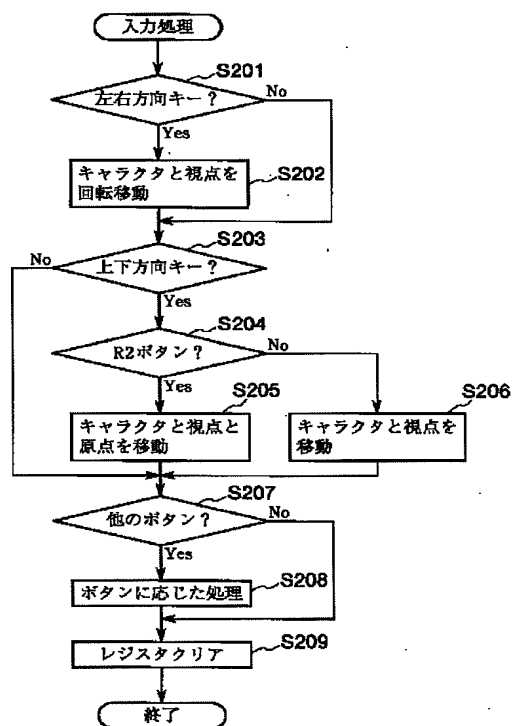 入力処理
S201
左右方向キー？
No
Yes
S202
キャラクタと視点を
回転移動
S203
No
上下方向キー？
Yes
S204
R2ボタン？
No
Yes
S205
キャラクタと視点と
原点を移動
S206
キャラクタと視点を
移動
S207
他のボタン？
No
Yes
S208
ボタンに応じた処理
S209
レジスタクリア
終了